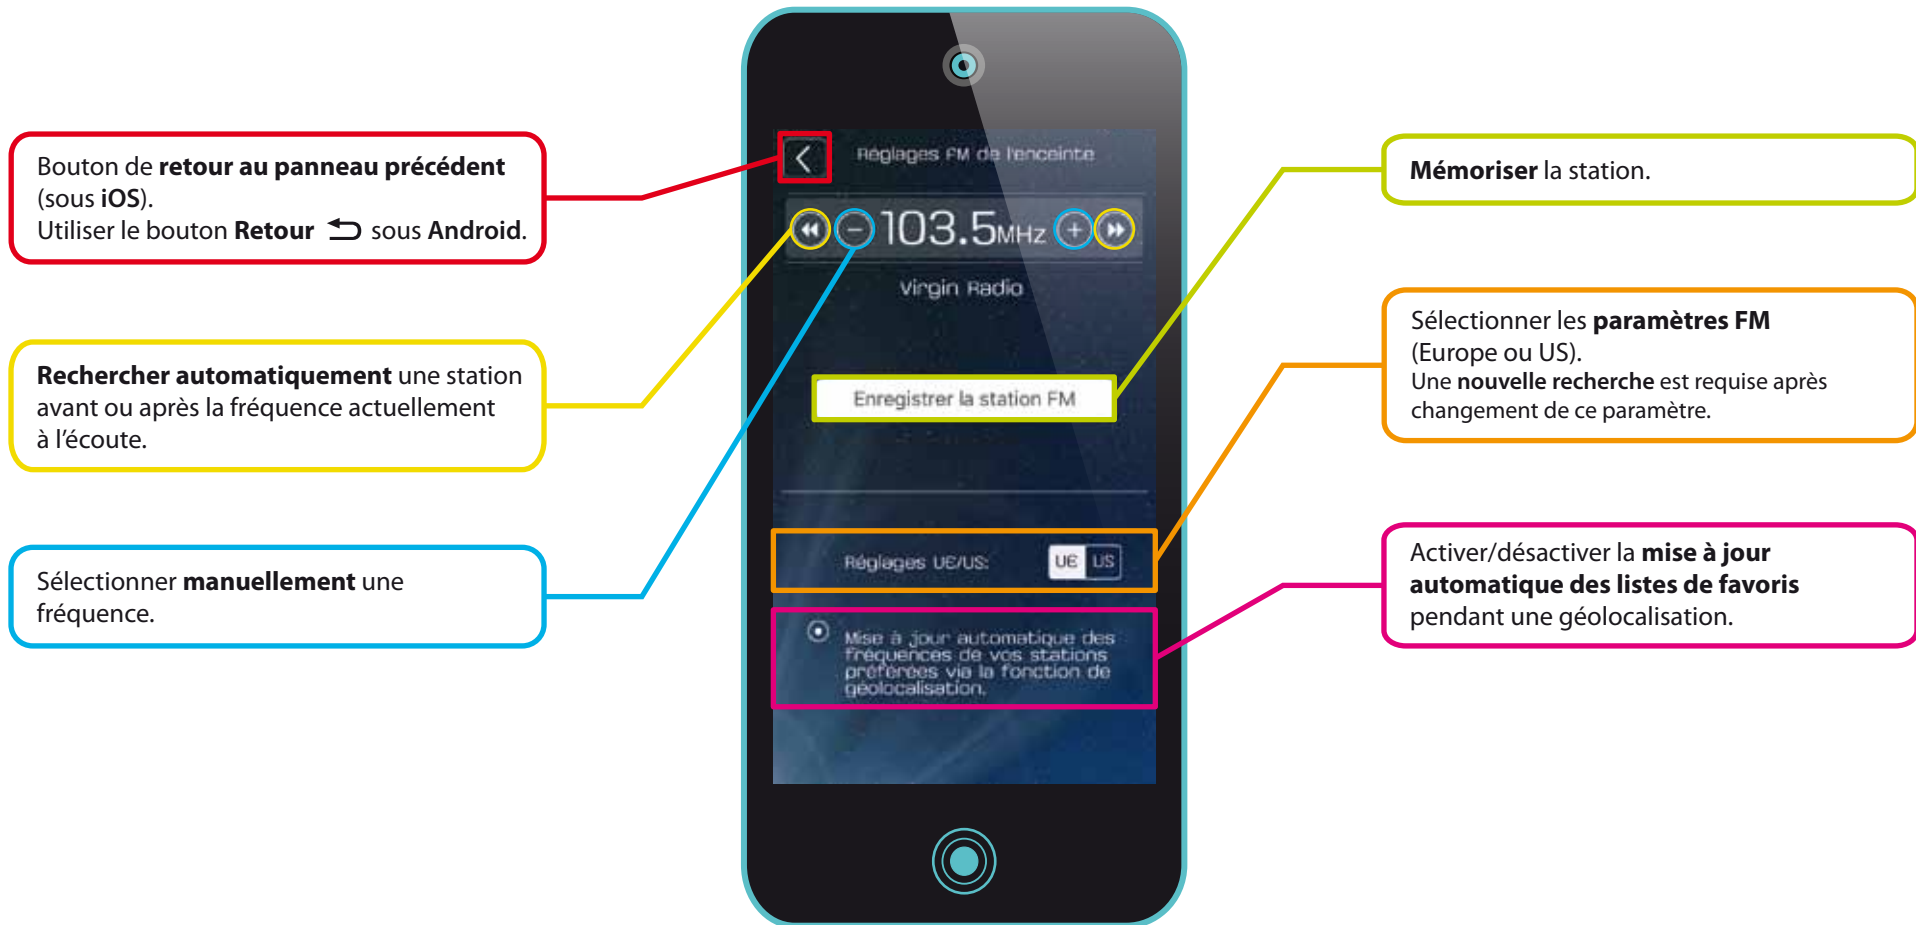 Bouton de retour au panneau précédent
(sous iOS).
Utiliser le bouton Retour sous Android.
Rechercher automatiquement une station
avant ou après la fréquence actuellement
à l'écoute.
Sélectionner manuellement une
fréquence.
Réglages FM de l'enceinte
103.5MHz
Virgin Radio
Enregistrer la station FM
Réglages UE/US:
UE US
Mise à jour automatique des
fréquences de vos stations
préférées via la fonction de
géolocalisation.
Mémoriser la station.
Sélectionner les paramètres FM
(Europe ou US).
Une nouvelle recherche est requise après
changement de ce paramètre.
Activer/désactiver la mise à jour
automatique des listes de favoris
pendant une géolocalisation.